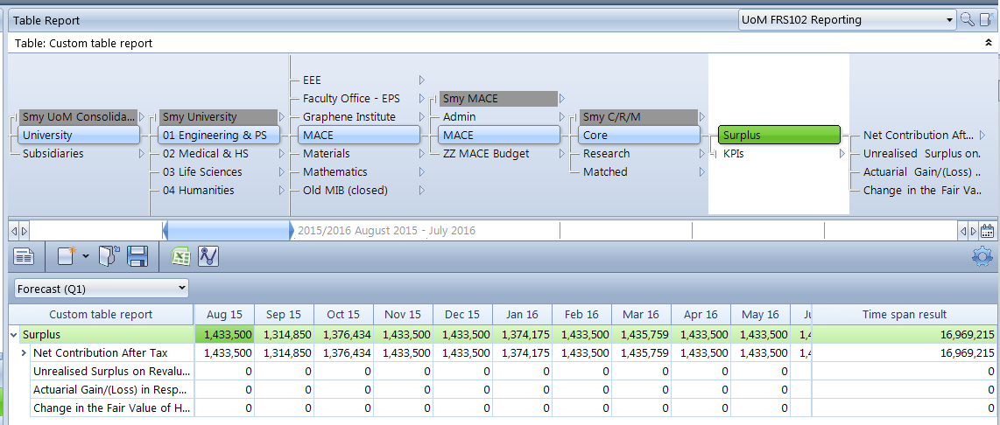 Table Report
UoM FRS102 Reporting
Table: Custom table report
EEE
Faculty Office - EPS
Smy MACE
Smy UoM Consolida...
Smy University
Graphene Institute
Admin
Smy C/R/M
University
01 Engineering & PS
MACE
MACE
Core
Surplus
Net Contribution Aft...
Subsidiaries
02 Medical & HS
Materials
ZZ MACE Budget
Research
KPIs
Unrealised Surplus on.
03 Life Sciences
Mathematics
Matched
Actuarial Gain/(Loss) ..
04 Humanities
Old MIB (closed)
Change in the Fair Va...
2015/2016 August 2015 - July 2016
Forecast (Q1)
Custom table report Aug 15 Sep 15 Oct 15 Nov 15 Dec 15 Jan 16 Feb 16 Mar 16 Apr 16 May 16 Time span result
Surplus 1,433,500 1,314,850 1,376,434 1,433,500 1,433,500 1,374,175 1,433,500 1,435,759 1,433,500 1,433,500 16,969,215
Net Contribution After Tax 1,433,500 1,314,850 1,376,434 1,433,500 1,433,500 1,374,175 1,433,500 1,435,759 1,433,500 1,433,500 16,969,215
Unrealised Surplus on Revalu... 0 0 0 0 0 0 0 0 0 0 0
Actuarial Gain/(Loss) in Resp... 0 0 0 0 0 0 0 0 0 0 0
Change in the Fair Value of H... 0 0 0 0 0 0 0 0 0 0 0